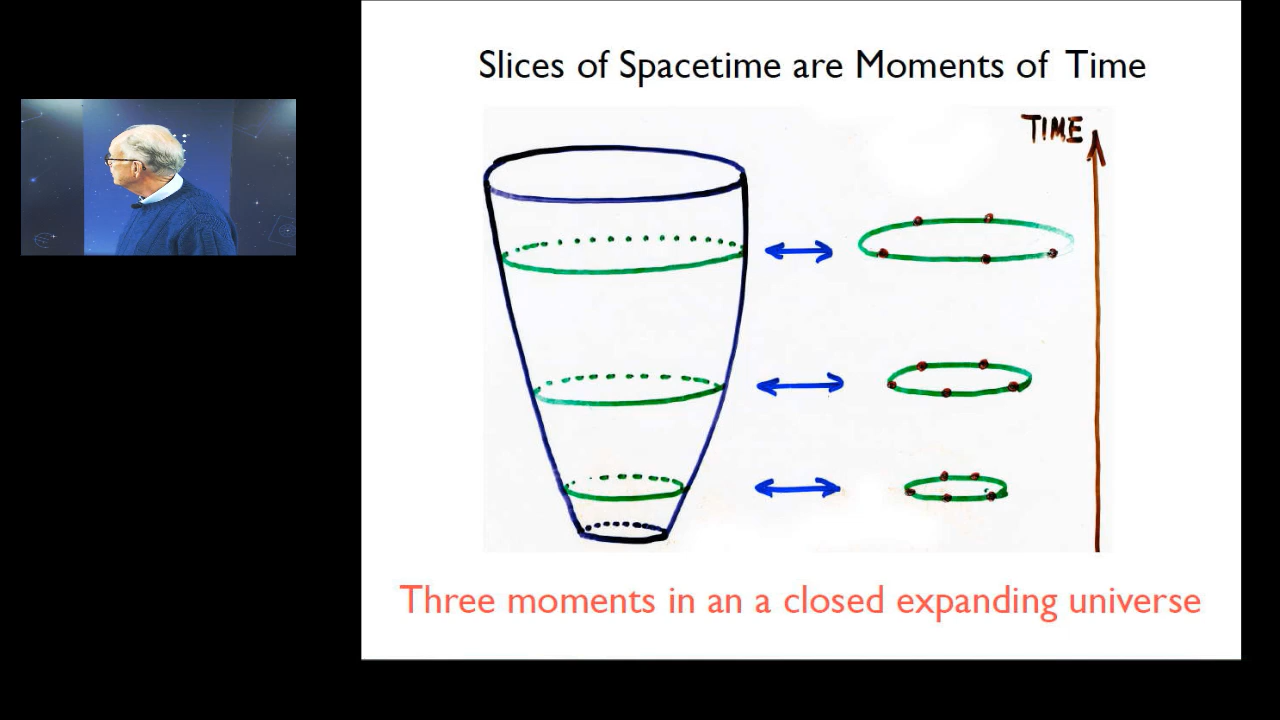 Slices of Spacetime are Moments of Time
TIME
Three moments in an a closed expanding universe